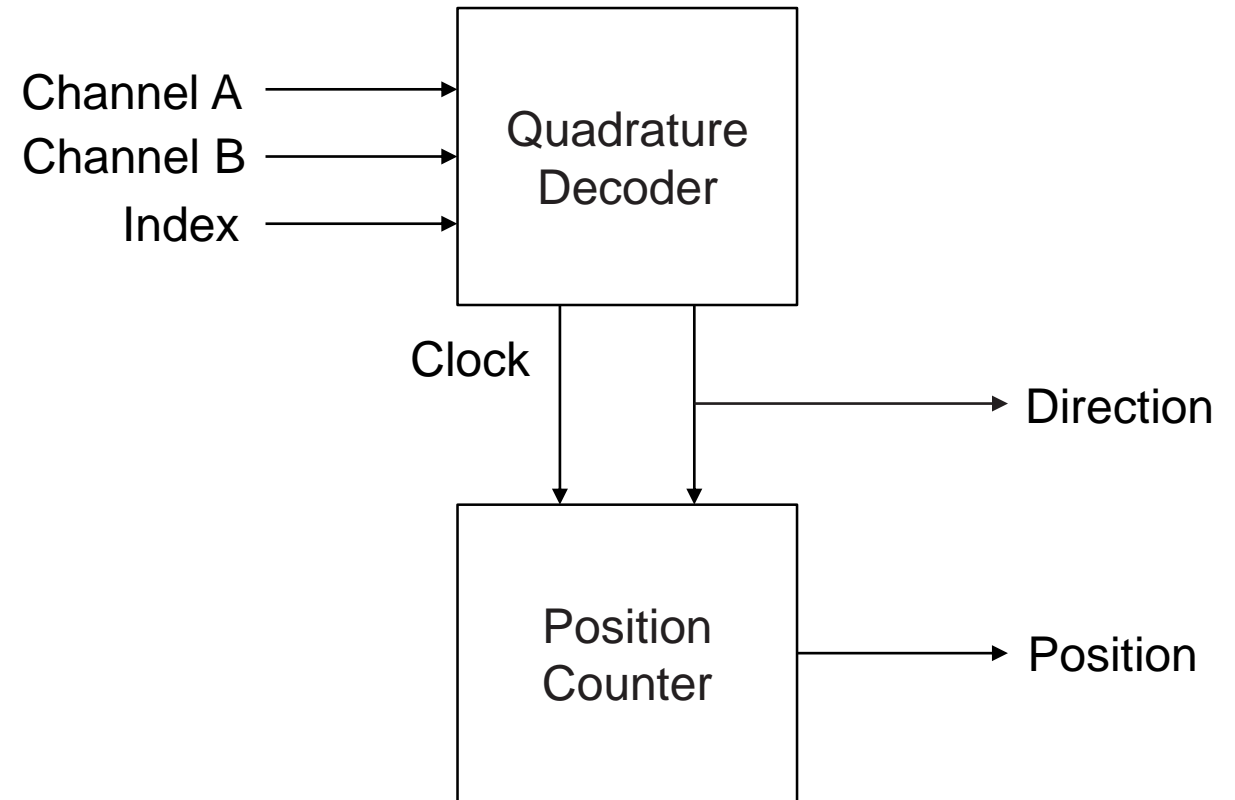 Channel A
Channel B
Index
Quadrature
Decoder
Clock
Direction
Position
Counter
Position